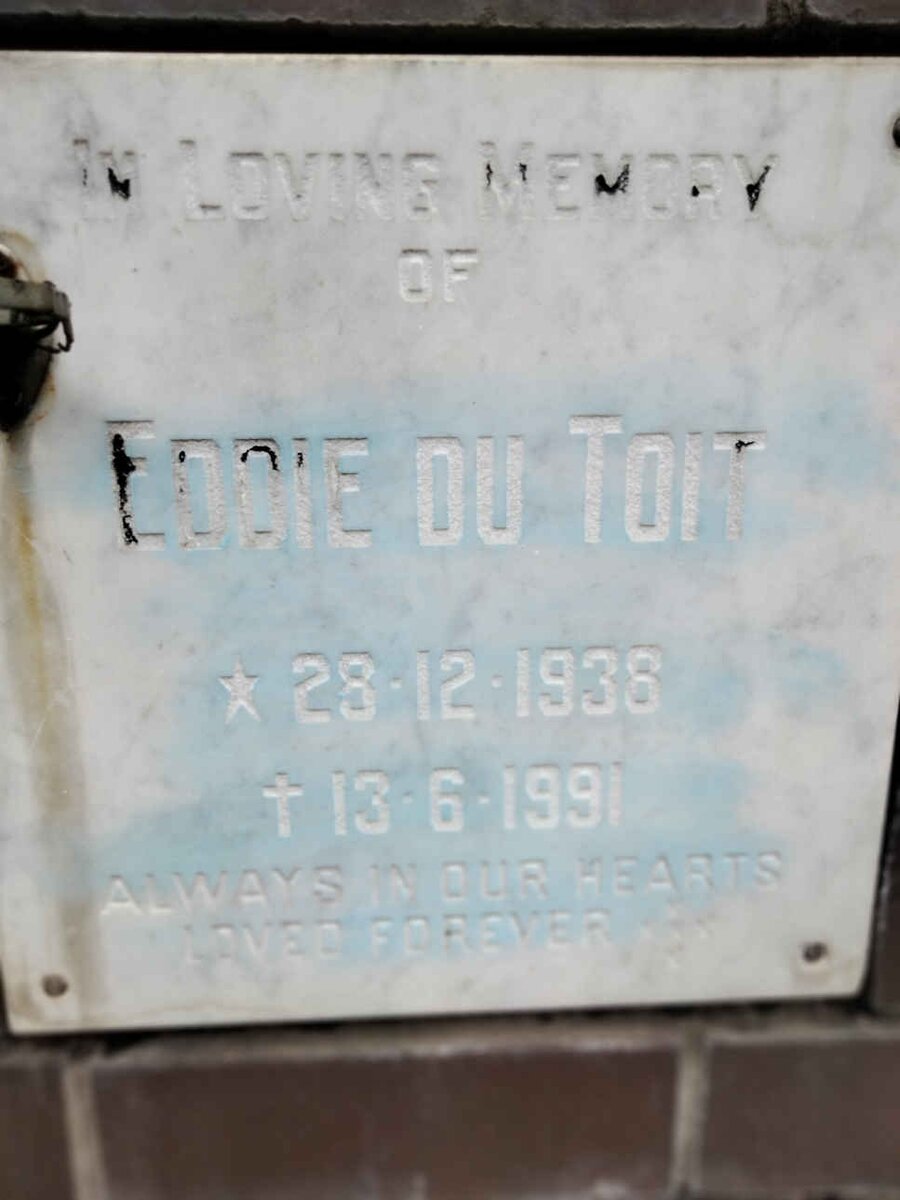 IN LOVING MEMORY
OF
EDDIE DU TOIT
★ 28·12·1938
† 13·6·1991
ALWAYS IN OUR HEARTS
LOVED FOREVER